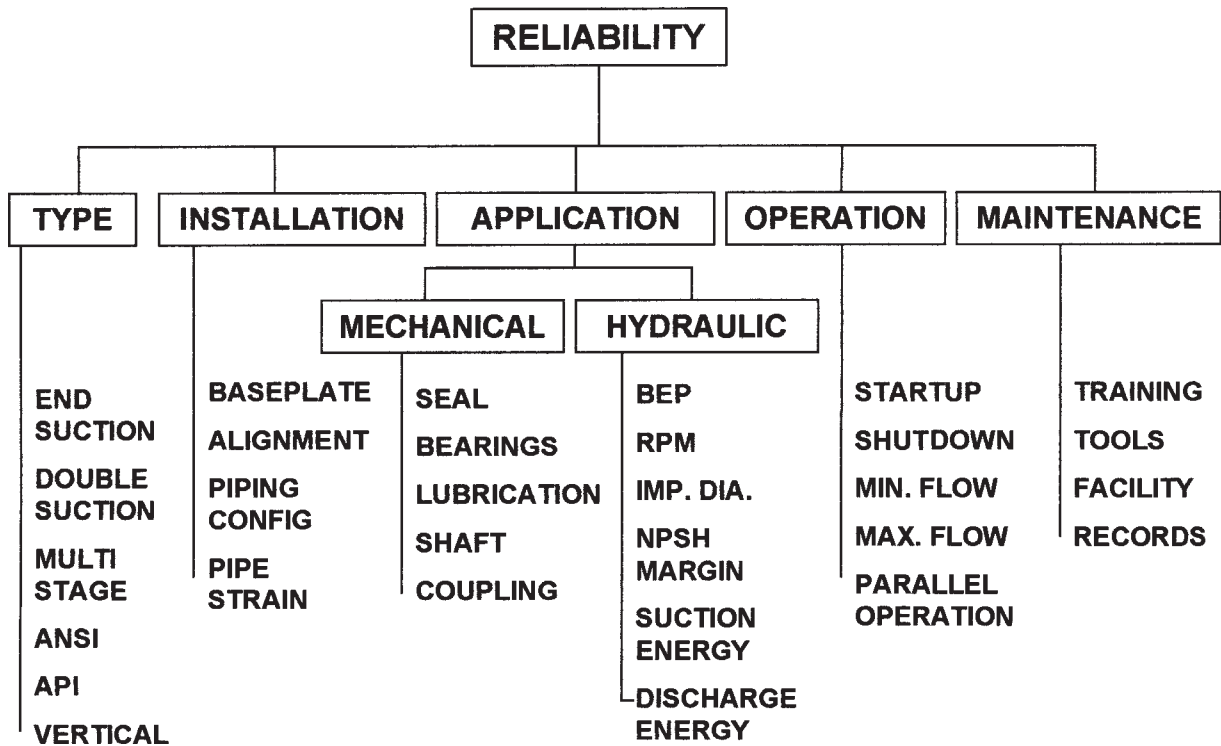 RELIABILITY
TYPE
INSTALLATION
APPLICATION
OPERATION
MAINTENANCE
MECHANICAL
HYDRAULIC
END
SUCTION
DOUBLE
SUCTION
MULTI
STAGE
ANSI
API
VERTICAL
BASEPLATE
ALIGNMENT
PIPING
CONFIG
PIPE
STRAIN
SEAL
BEARINGS
LUBRICATION
SHAFT
COUPLING
BEP
RPM
IMP. DIA.
NPSH
MARGIN
SUCTION
ENERGY
DISCHARGE
ENERGY
STARTUP
SHUTDOWN
MIN. FLOW
MAX. FLOW
PARALLEL
OPERATION
TRAINING
TOOLS
FACILITY
RECORDS